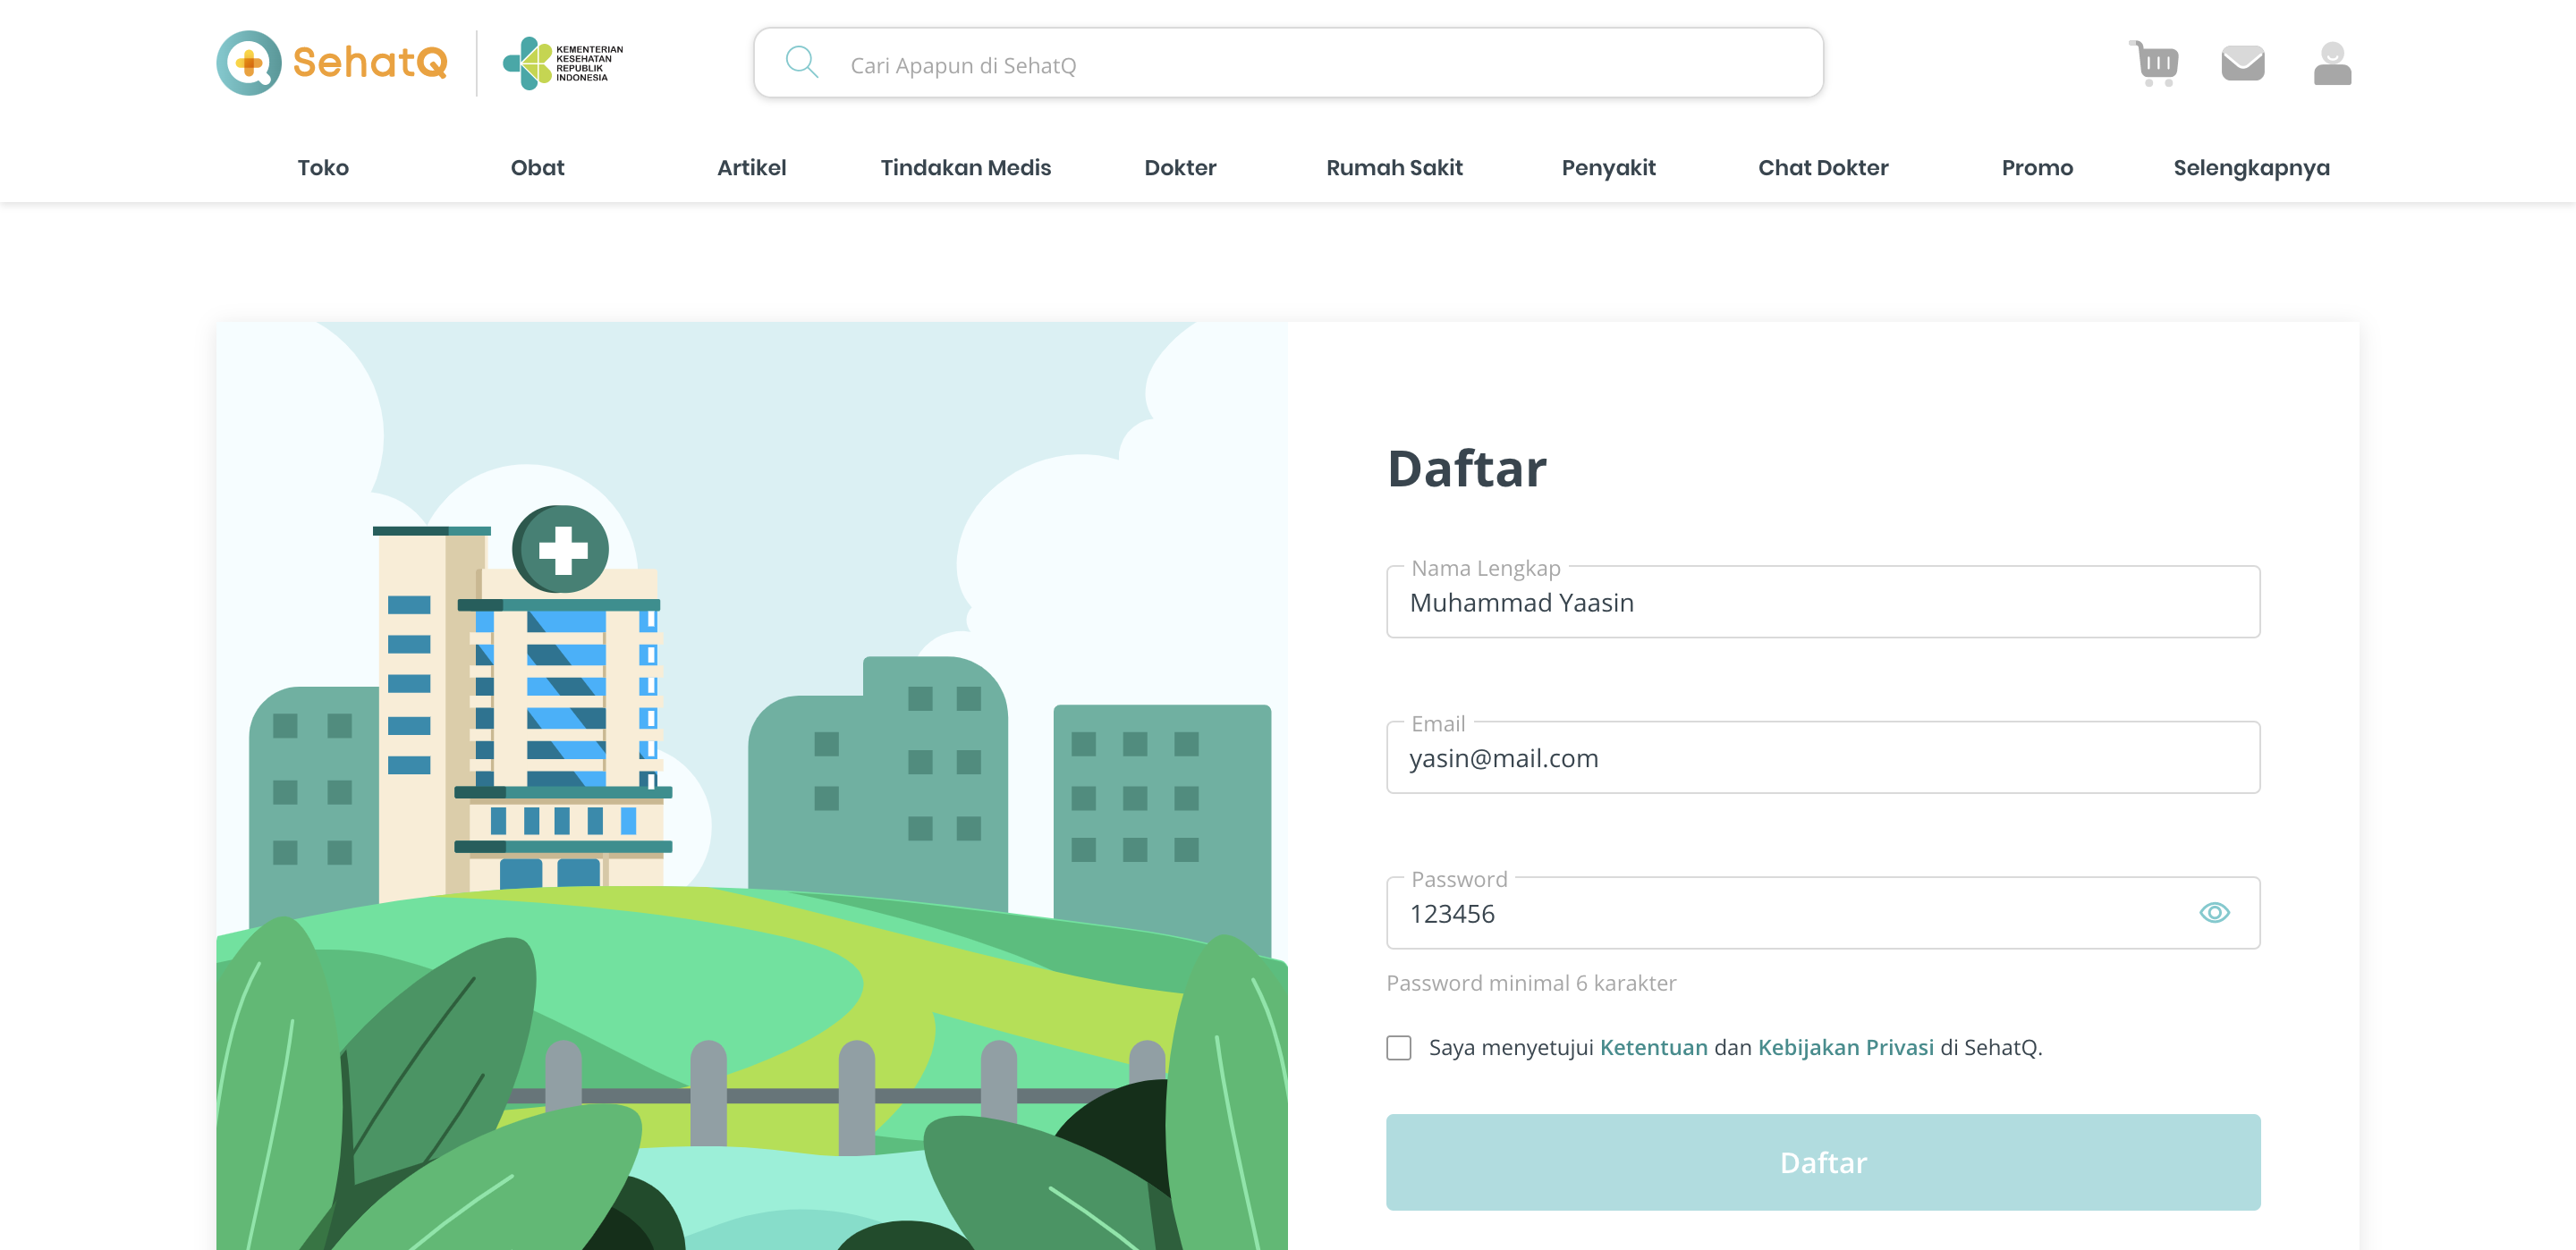 SehatQ
KEMENTERIAN
KESEHATAN
REPUBLIK
INDONESIA
Cari Apapun di SehatQ
Toko Obat Artikel Tindakan Medis Dokter Rumah Sakit Penyakit Chat Dokter Promo Selengkapnya
Daftar
Nama Lengkap
Muhammad Yaasin
Email
yasin@mail.com
Password
123456
Password minimal 6 karakter
Saya menyetujui Ketentuan dan Kebijakan Privasi di SehatQ.
Daftar